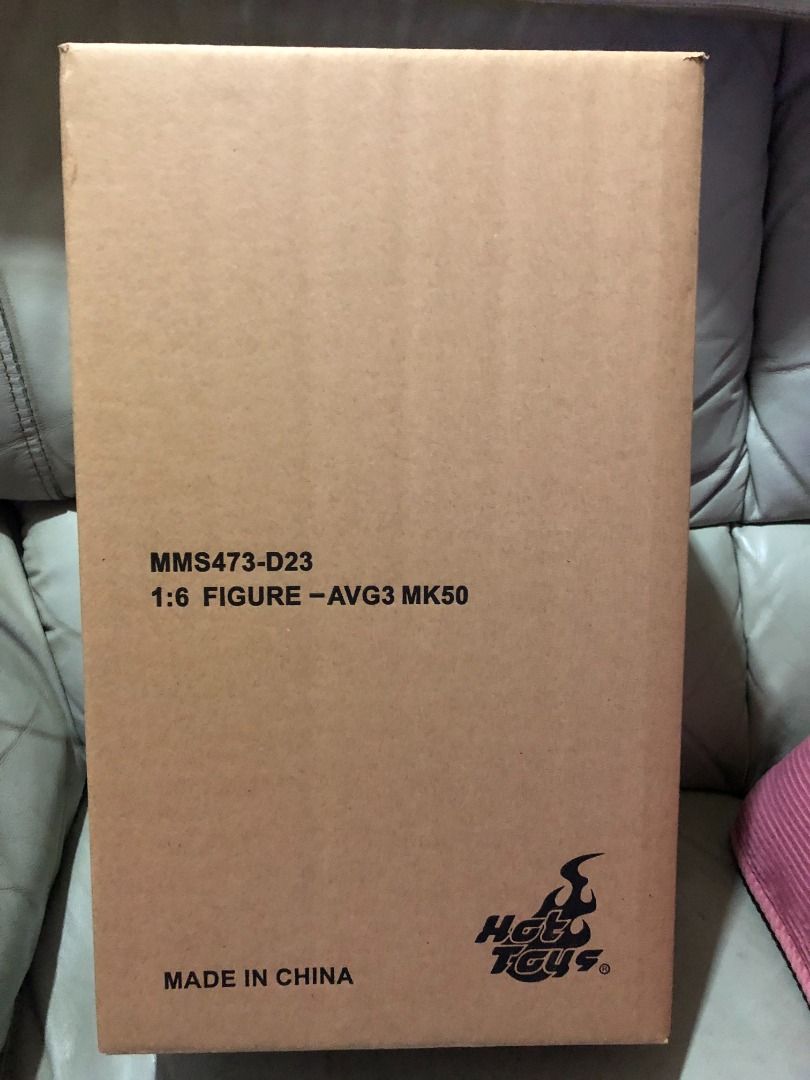 MMS473-D23
1:6 FIGURE –AVG3 MK50
Hot
Toys®
MADE IN CHINA